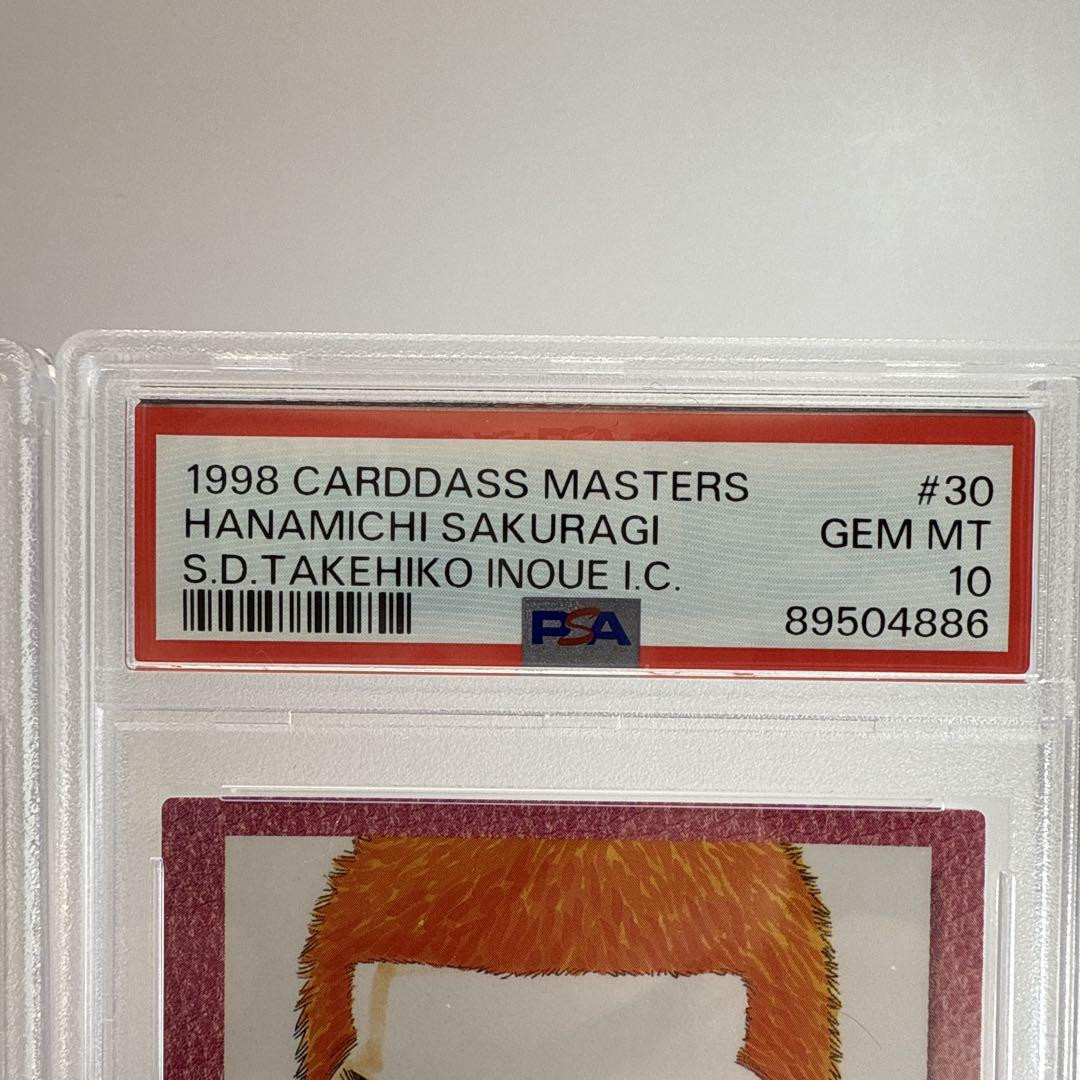 1998 CARDDASS MASTERS #30
HANAMICHI SAKURAGI GEM MT
S.D.TAKEHIKO INOUE I.C. 10
PSA 89504886